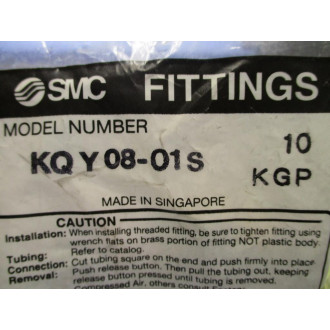 SMC FITTINGS
MODEL NUMBER
KQY08-01S 10
KGP
MADE IN SINGAPORE
CAUTION
Installation: When installing threaded fitting, be sure to tighten fitting using
wrench flats on brass portion of fitting NOT plastic body.
Tubing: Refer to catalog.
Connection: Cut tubing square on the end and push firmly into place
Removal: Push release button. Then pull the tubing out, keeping
release button pressed until tubing
Compressed Air, others consult